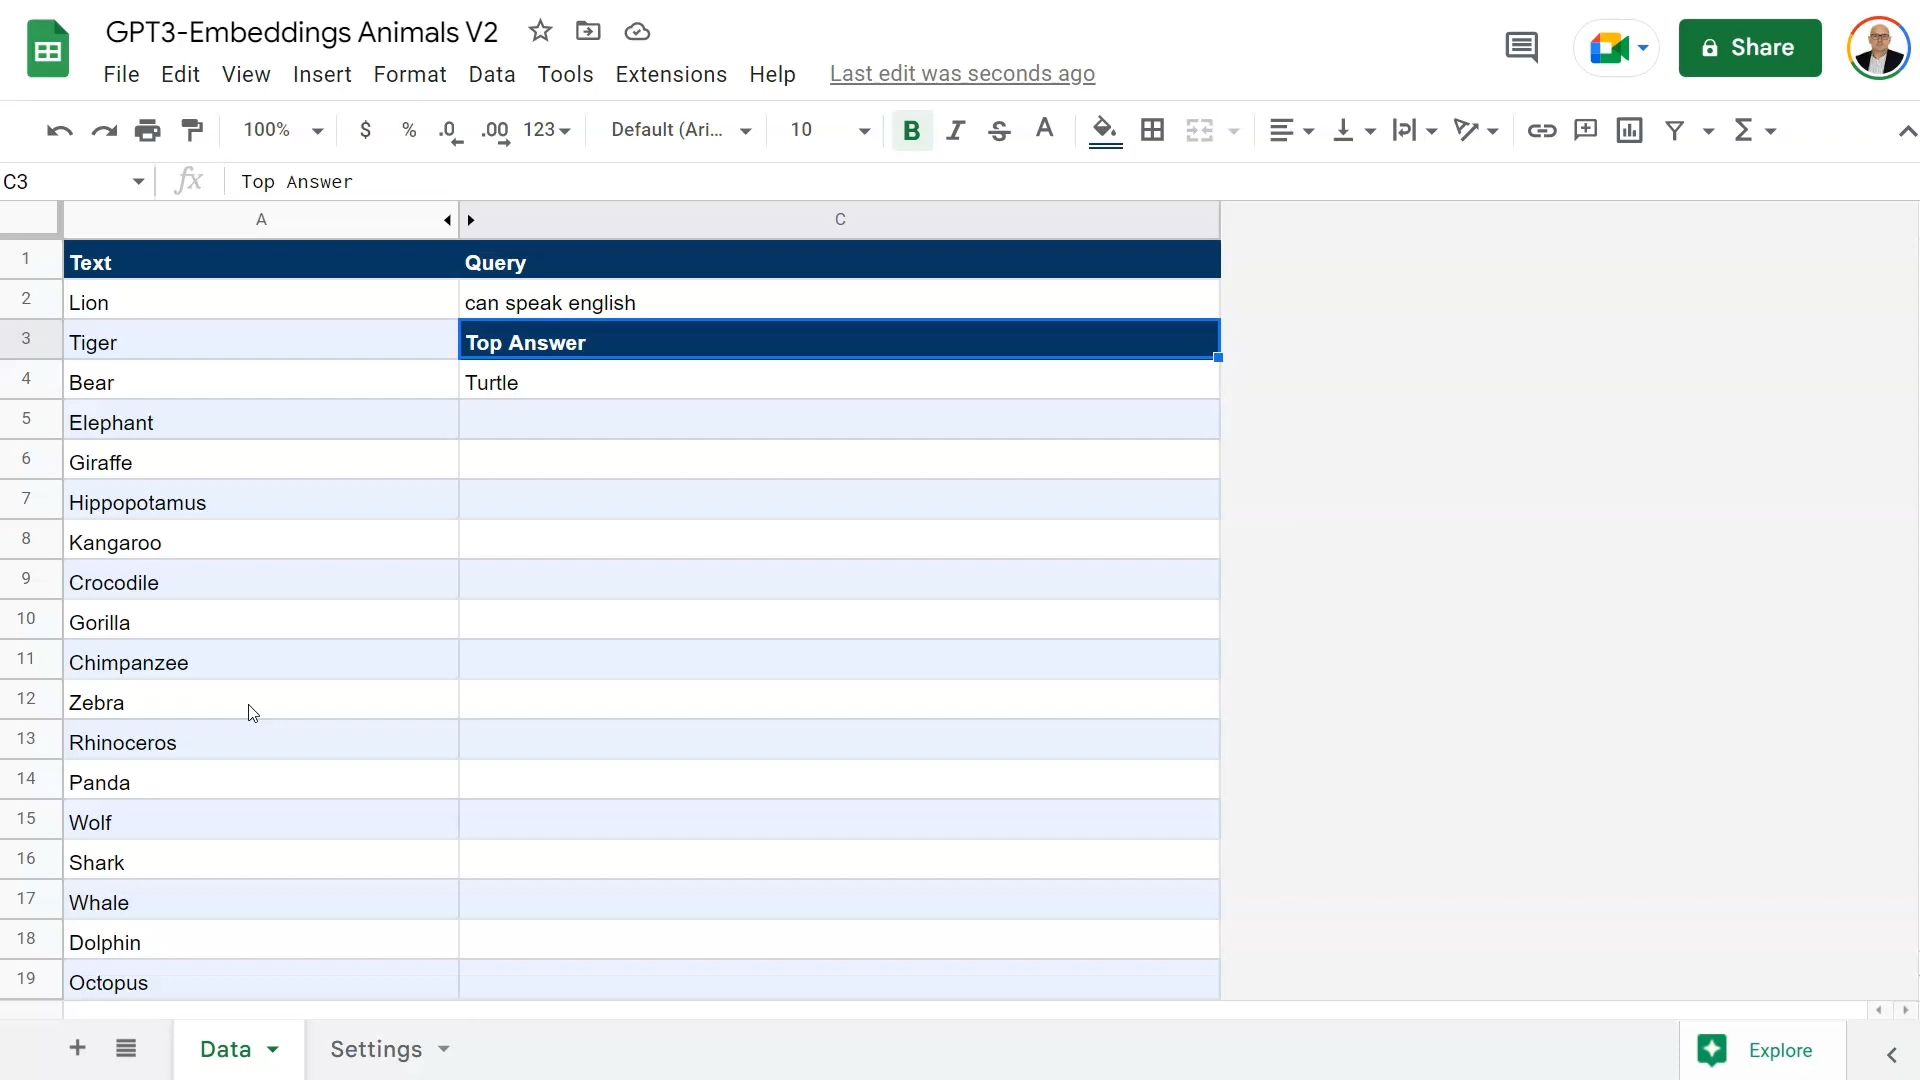 GPT3-Embeddings Animals V2
File Edit View Insert Format Data Tools Extensions Help Last edit was seconds ago
Share
100% $ % .0 .00 123 Default (Ari... 10 B I S A
C3 fx Top Answer
A C
1 Text Query
2 Lion can speak english
3 Tiger Top Answer
4 Bear Turtle
5 Elephant
6 Giraffe
7 Hippopotamus
8 Kangaroo
9 Crocodile
10 Gorilla
11 Chimpanzee
12 Zebra
13 Rhinoceros
14 Panda
15 Wolf
16 Shark
17 Whale
18 Dolphin
19 Octopus
Data Settings Explore